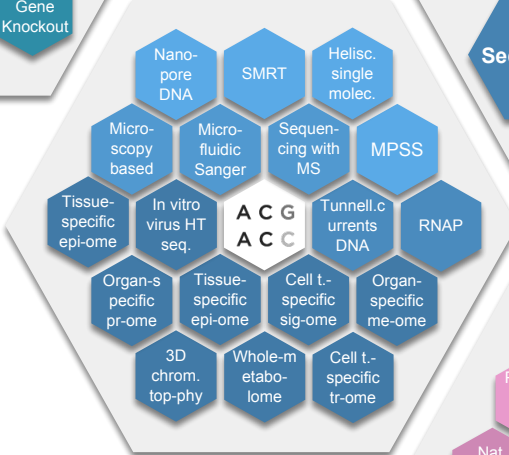 Gene
Knockout
Nano-
pore
DNA
SMRT
Helisc.
single
molec.
Micro-
scopy
based
Micro-
fluidic
Sanger
Sequen-
cing with
MS
MPSS
Tissue-
specific
epi-ome
In vitro
virus HT
seq.
A C G
A C C
Tunnell.c
urrents
DNA
RNAP
Organ-s
pecific
pr-ome
Tissue-
specific
epi-ome
Cell t.-
specific
sig-ome
Organ-
specific
me-ome
3D
chrom.
top-phy
Whole-m
etabo-
lome
Cell t.-
specific
tr-ome
Nat